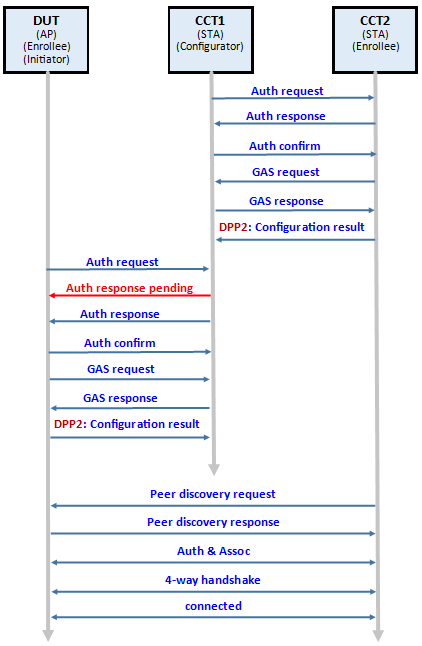 DUT
(AP)
(Enrollee)
(Initiator)
CCT1
(STA)
(Configurator)
CCT2
(STA)
(Enrollee)
Auth request
Auth response
Auth confirm
GAS request
GAS response
DPP2: Configuration result
Auth request
Auth response pending
Auth response
Auth confirm
GAS request
GAS response
DPP2: Configuration result
Peer discovery request
Peer discovery response
Auth & Assoc
4-way handshake
connected